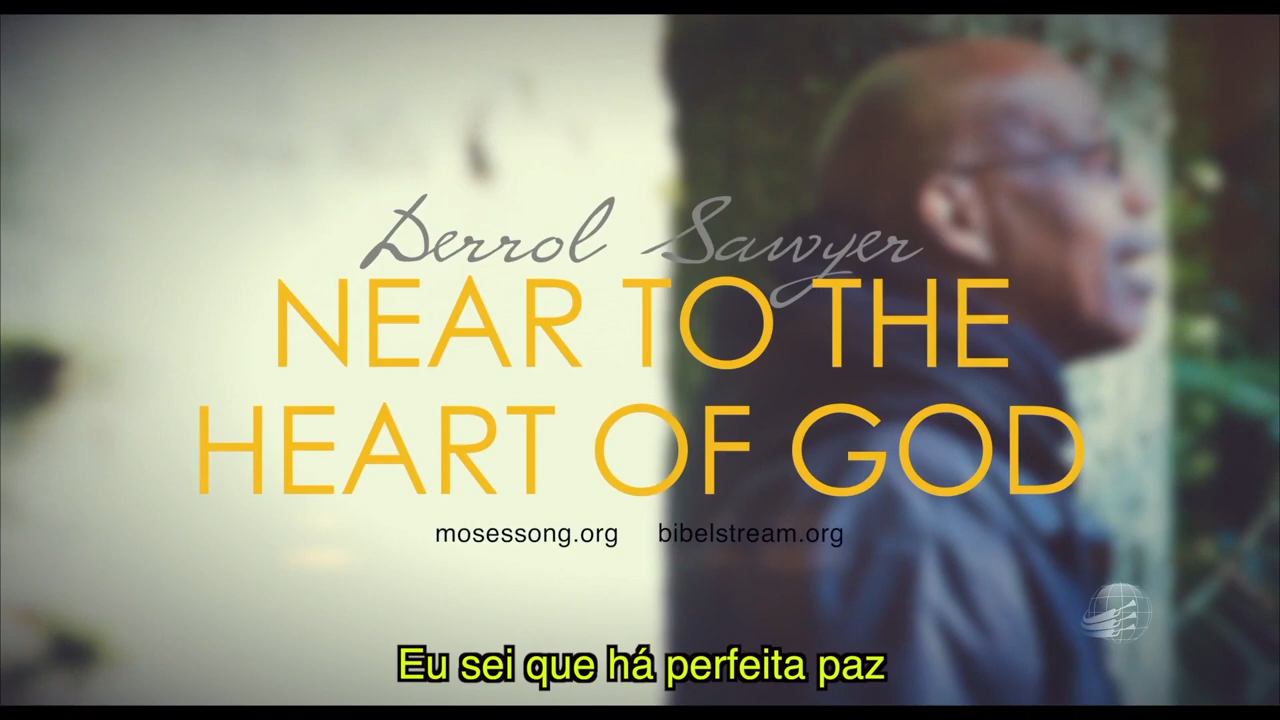 Derrol Sawyer
NEAR TO THE
HEART OF GOD
mosessong.org bibelstream.org
Eu sei que há perfeita paz